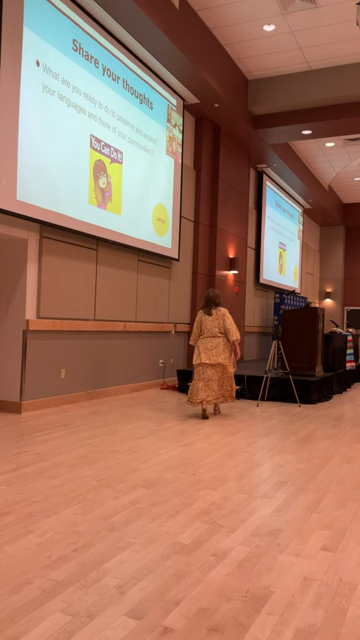 Share your thoughts
• What are you ready to do to preserve and expand
your languages and those of your communities?
You Can Do It!